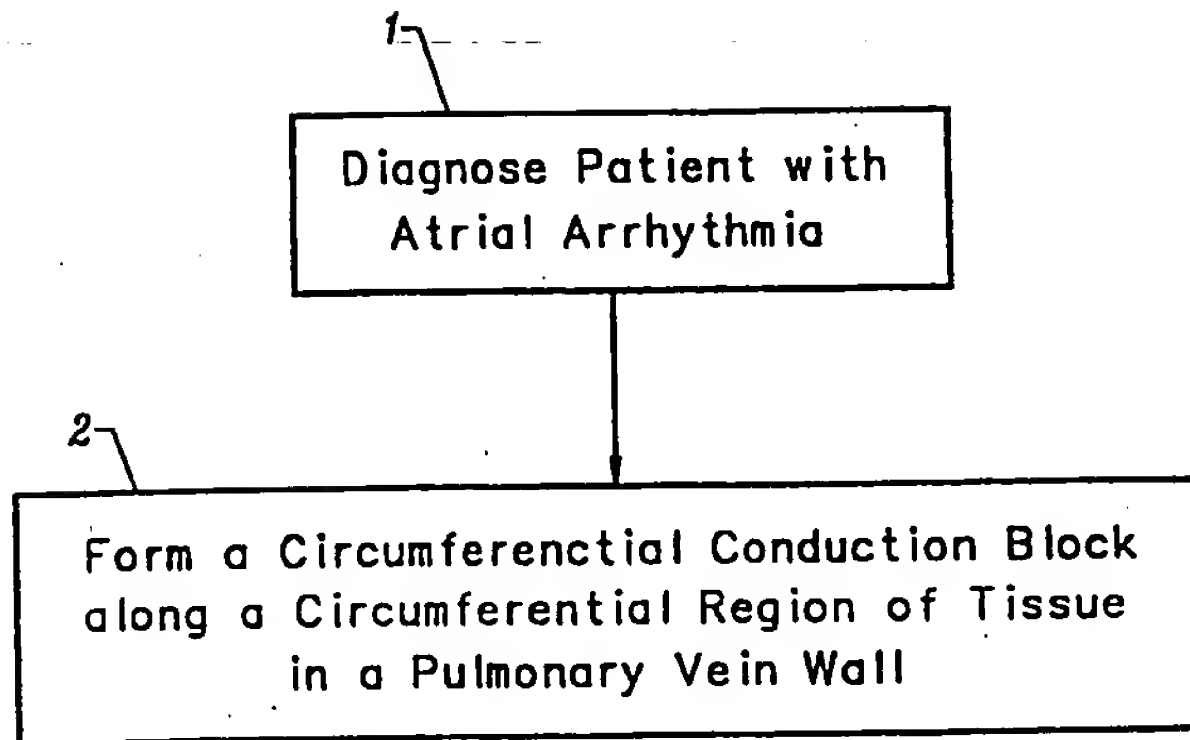 1
Diagnose Patient with
Atrial Arrhythmia
2
Form a Circumferenctial Conduction Block
along a Circumferential Region of Tissue
in a Pulmonary Vein Wall